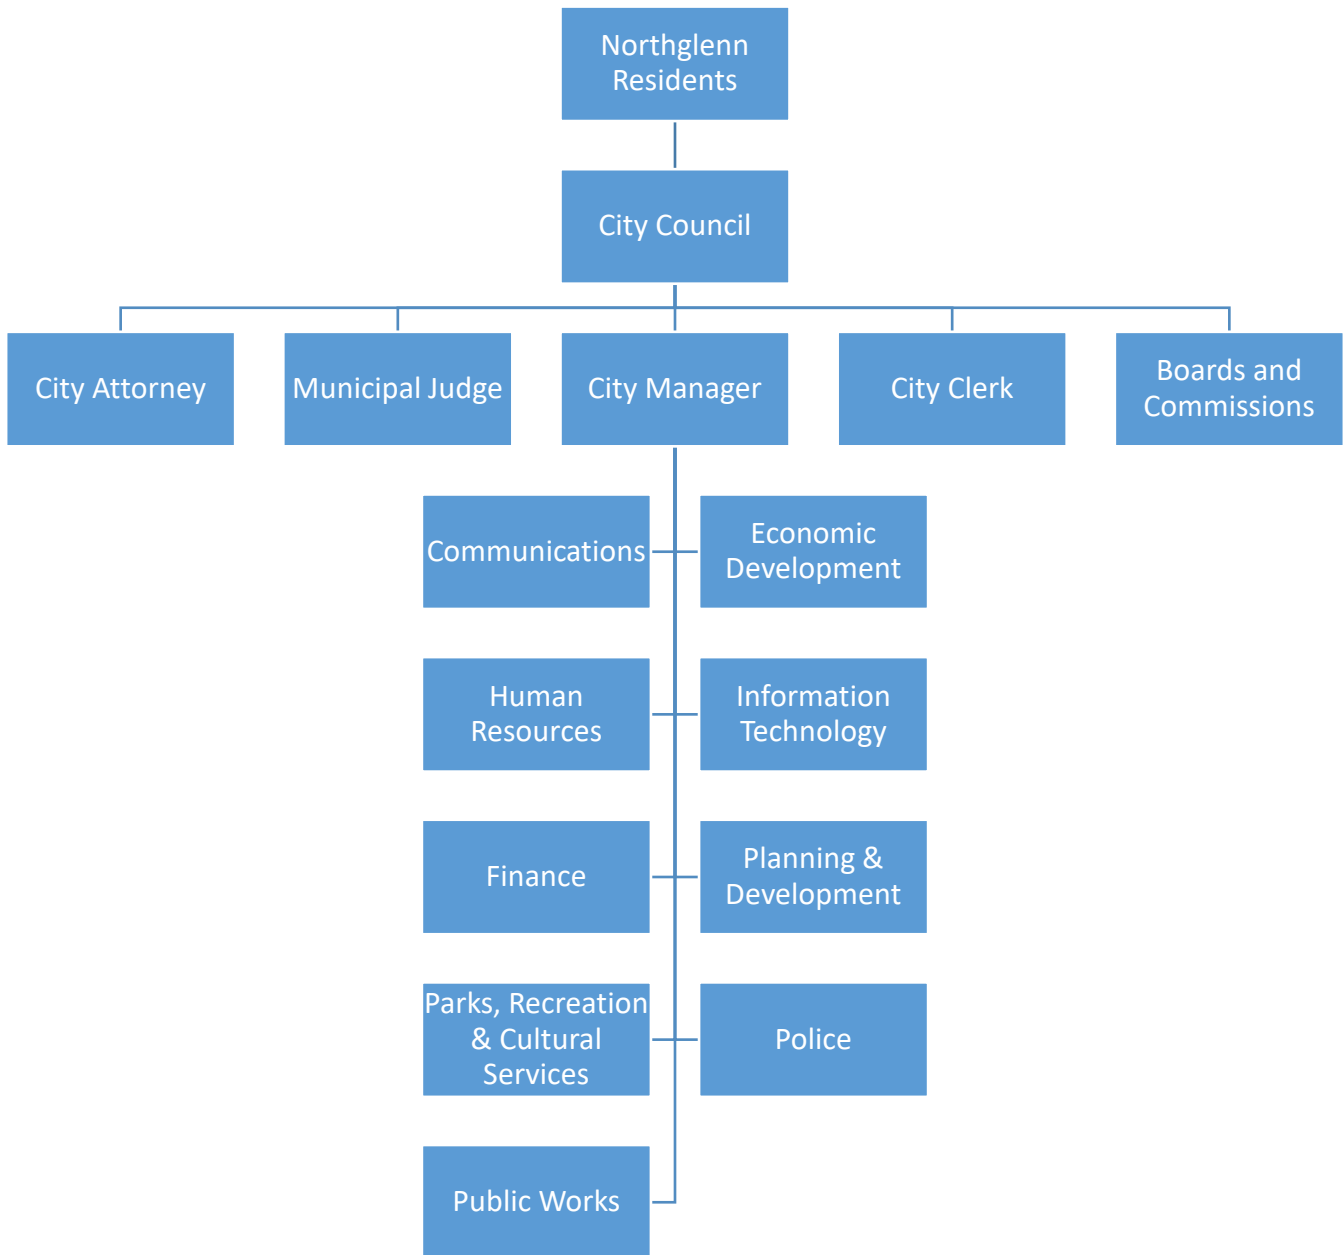 Northglenn
Residents
City Council
City Attorney
Municipal Judge
City Manager
City Clerk
Boards and
Commissions
Communications
Economic
Development
Human
Resources
Information
Technology
Finance
Planning &
Development
Parks, Recreation
& Cultural
Services
Police
Public Works